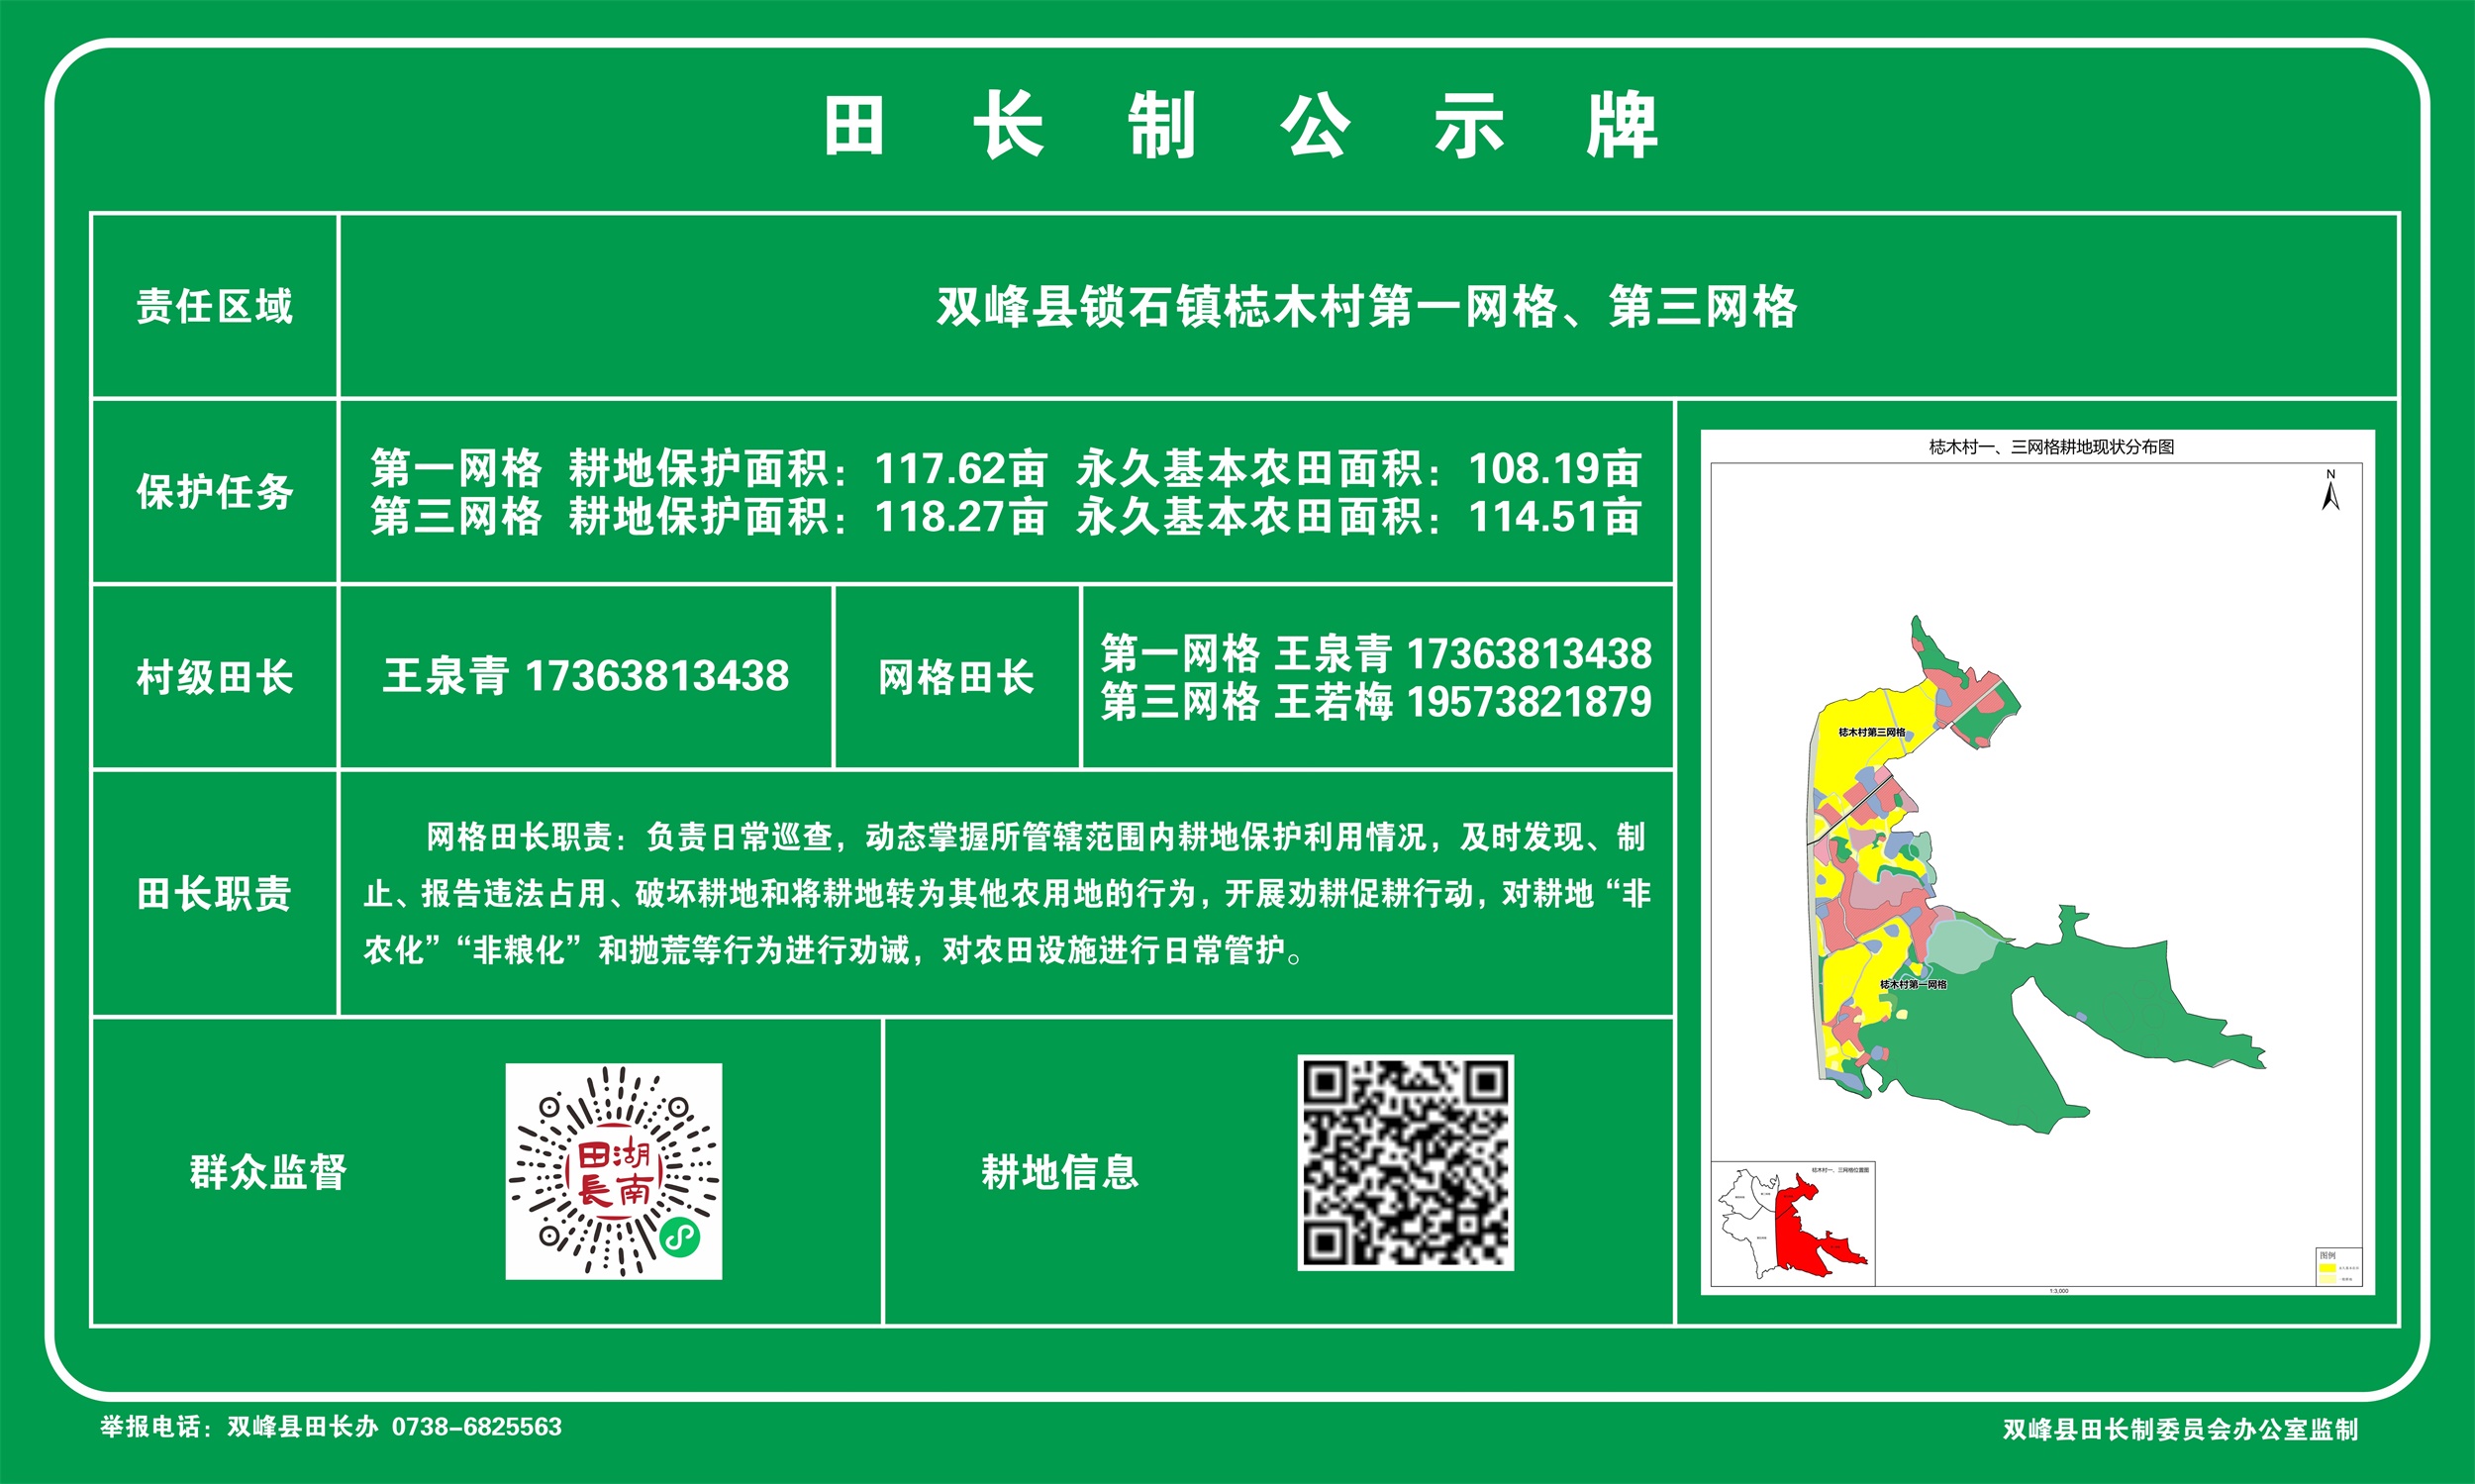 田长制公示牌
责任区域
双峰县锁石镇梽木村第一网格、第三网格
保护任务
第一网格 耕地保护面积：117.62亩 永久基本农田面积：108.19亩
第三网格 耕地保护面积：118.27亩 永久基本农田面积：114.51亩
村级田长
王泉青 17363813438
网格田长
第一网格 王泉青 17363813438
第三网格 王若梅 19573821879
田长职责
网格田长职责：负责日常巡查，动态掌握所管辖范围内耕地保护利用情况，及时发现、制
止、报告违法占用、破坏耕地和将耕地转为其他农用地的行为，开展劝耕促耕行动，对耕地“非
农化”“非粮化”和抛荒等行为进行劝诫，对农田设施进行日常管护。
群众监督
田湖
長南
耕地信息
梽木村一、三网格耕地现状分布图
N
梽木村第三网格
梽木村第一网格
梽木村一、三网格位置图
图例
1:3,000
举报电话：双峰县田长办 0738-6825563
双峰县田长制委员会办公室监制